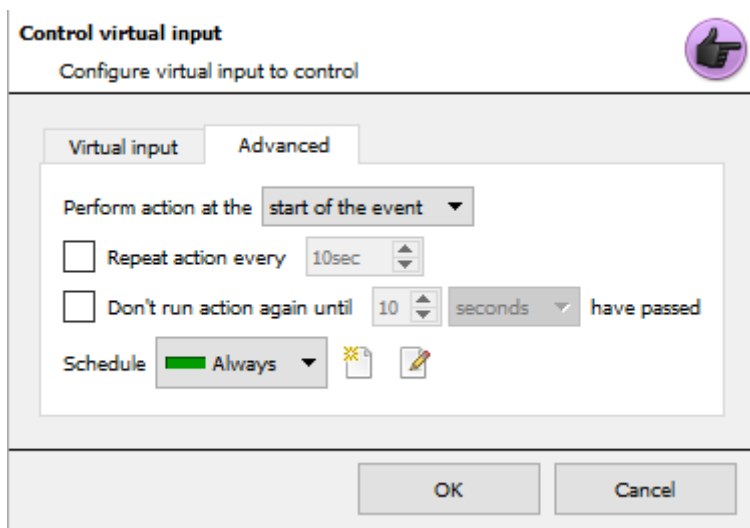 Control virtual input
Configure virtual input to control
Virtual input Advanced
Perform action at the start of the event
Repeat action every 10sec
Don't run action again until 10 seconds have passed
Schedule Always
OK Cancel